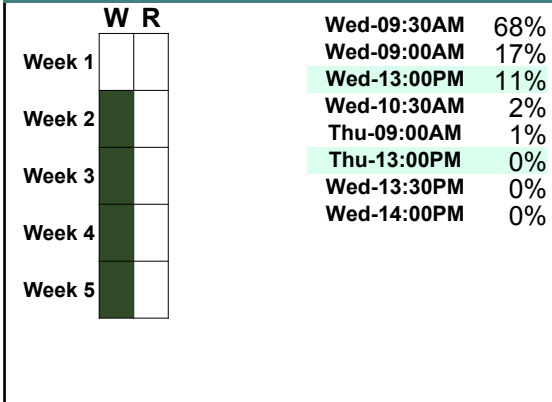 W R
Week 1
Week 2
Week 3
Week 4
Week 5
Wed-09:30AM 68%
Wed-09:00AM 17%
Wed-13:00PM 11%
Wed-10:30AM 2%
Thu-09:00AM 1%
Thu-13:00PM 0%
Wed-13:30PM 0%
Wed-14:00PM 0%